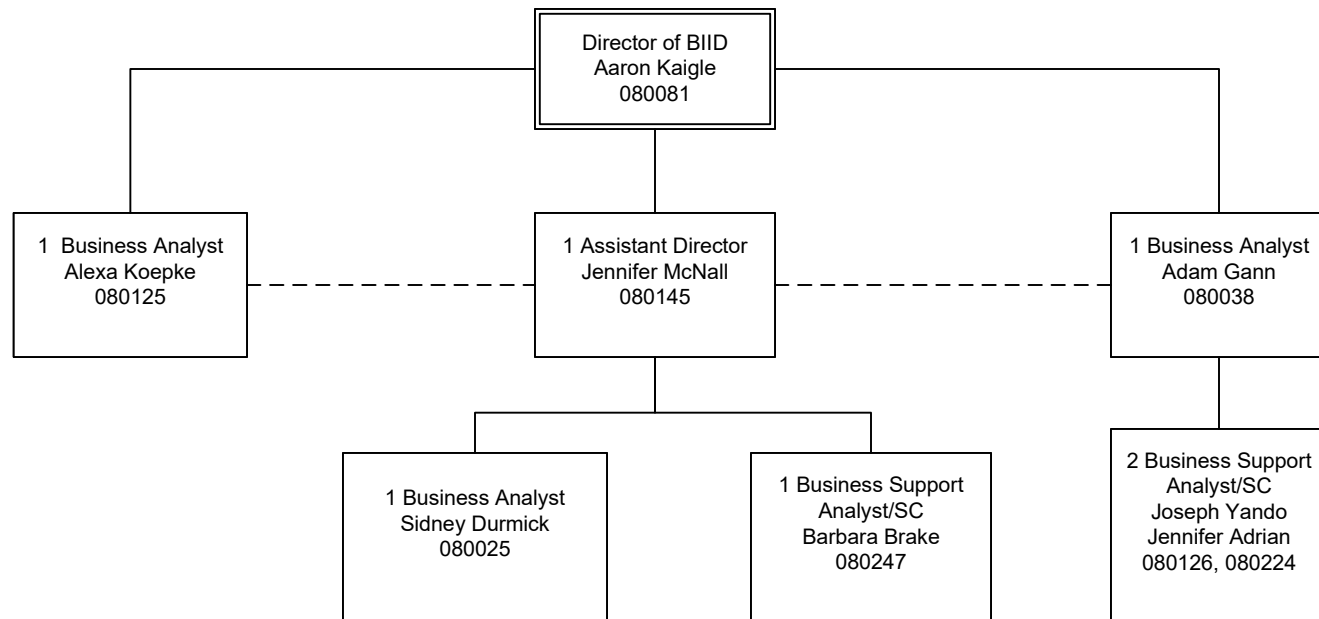 Director of BIID
Aaron Kaigle
080081
1 Business Analyst
Alexa Koepke
080125
1 Assistant Director
Jennifer McNall
080145
1 Business Analyst
Adam Gann
080038
1 Business Analyst
Sidney Durmick
080025
1 Business Support
Analyst/SC
Barbara Brake
080247
2 Business Support
Analyst/SC
Joseph Yando
Jennifer Adrian
080126, 080224